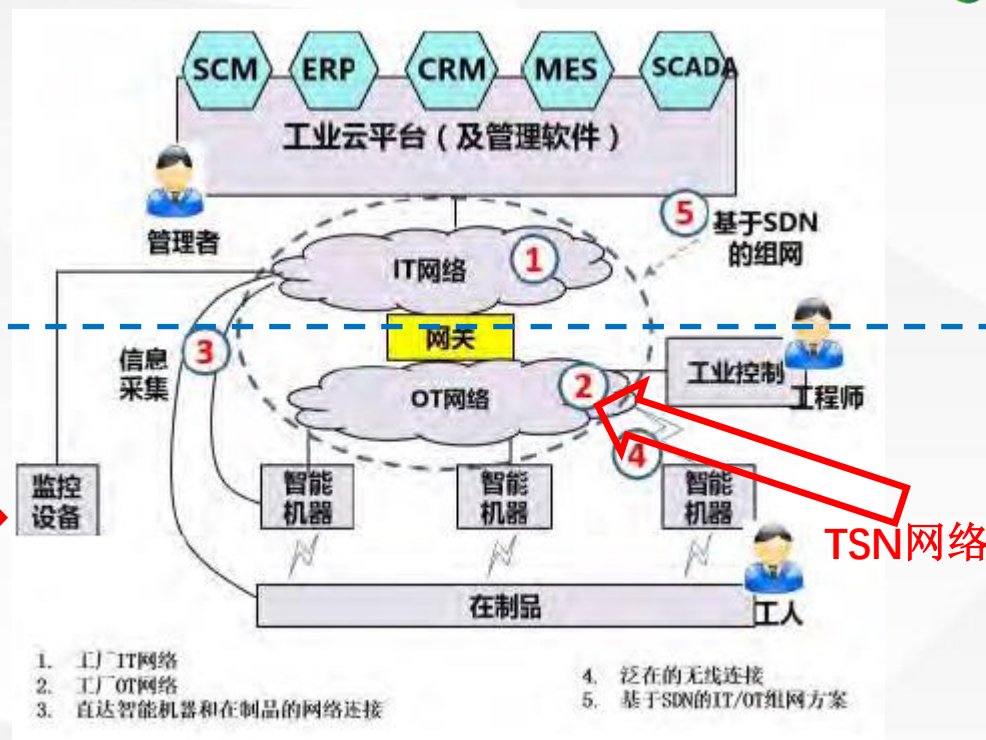 SCM
ERP
CRM
MES
SCADA
工业云平台（及管理软件）
管理者
5
基于SDN
的组网
IT网络
1
网关
信息
采集
3
OT网络
2
工业控制
工程师
4
监控
设备
智能
机器
智能
机器
智能
机器
TSN网络
在制品
工人
1. 工厂IT网络
2. 工厂OT网络
3. 直达智能机器和在制品的网络连接
4. 泛在的无线连接
5. 基于SDN的IT/OT组网方案